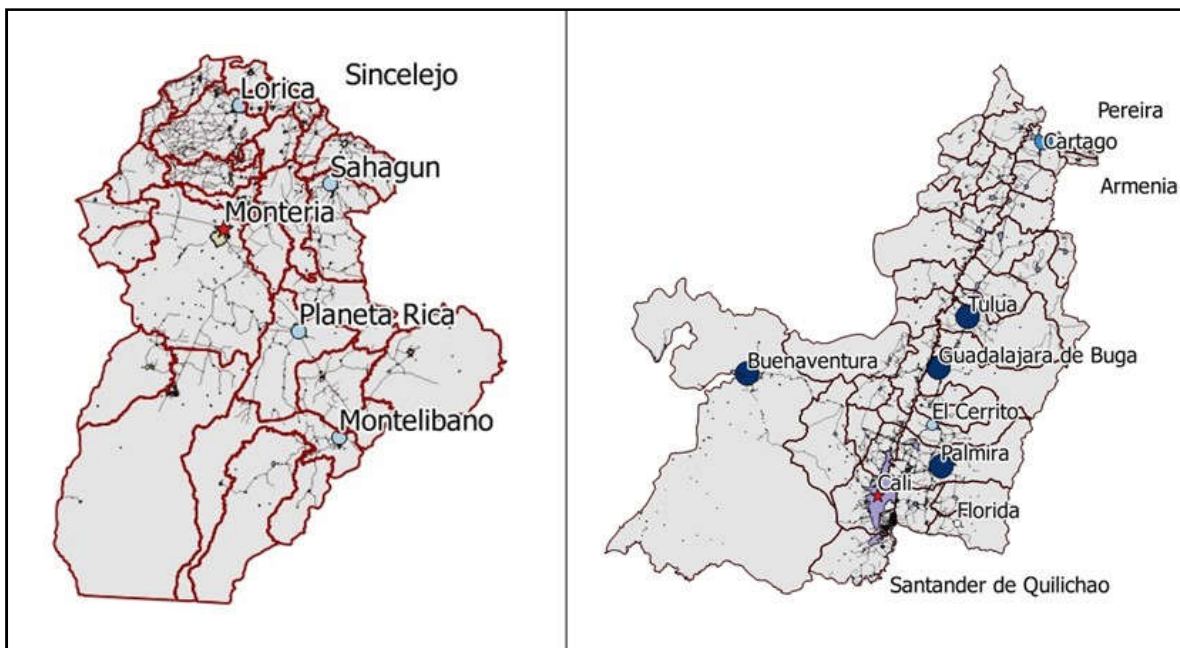 Sincelejo
Lorica
Sahagun
Monteria
Planeta Rica
Montelibano
Pereira
Cartago
Armenia
Tulua
Guadalajara de Buga
Buenaventura
El Cerrito
Palmira
Cali
Florida
Santander de Quilichao